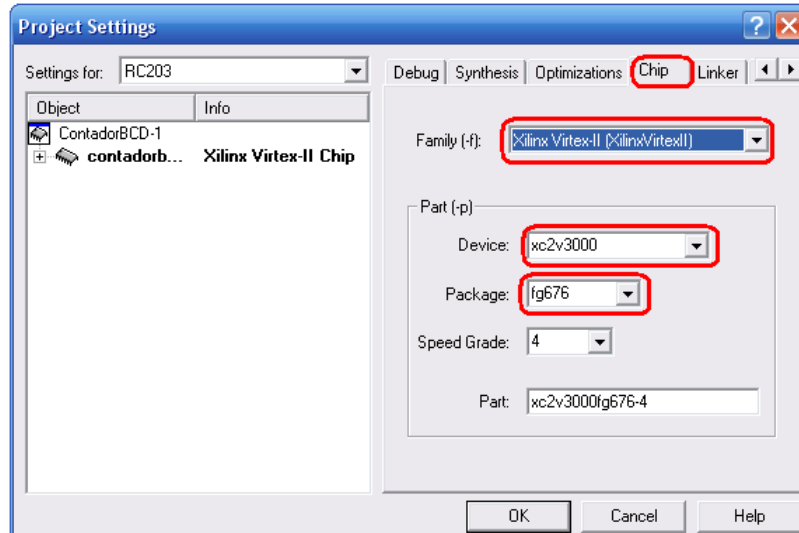 Project Settings
Settings for: RC203
Debug Synthesis Optimizations Chip Linker
Object Info
ContadorBCD-1
contadorb... Xilinx Virtex-II Chip
Family (-f): Xilinx Virtex-II (XilinxVirtexII)
Part (-p)
Device: xc2v3000
Package: fg676
Speed Grade: 4
Part: xc2v3000fg676-4
OK Cancel Help